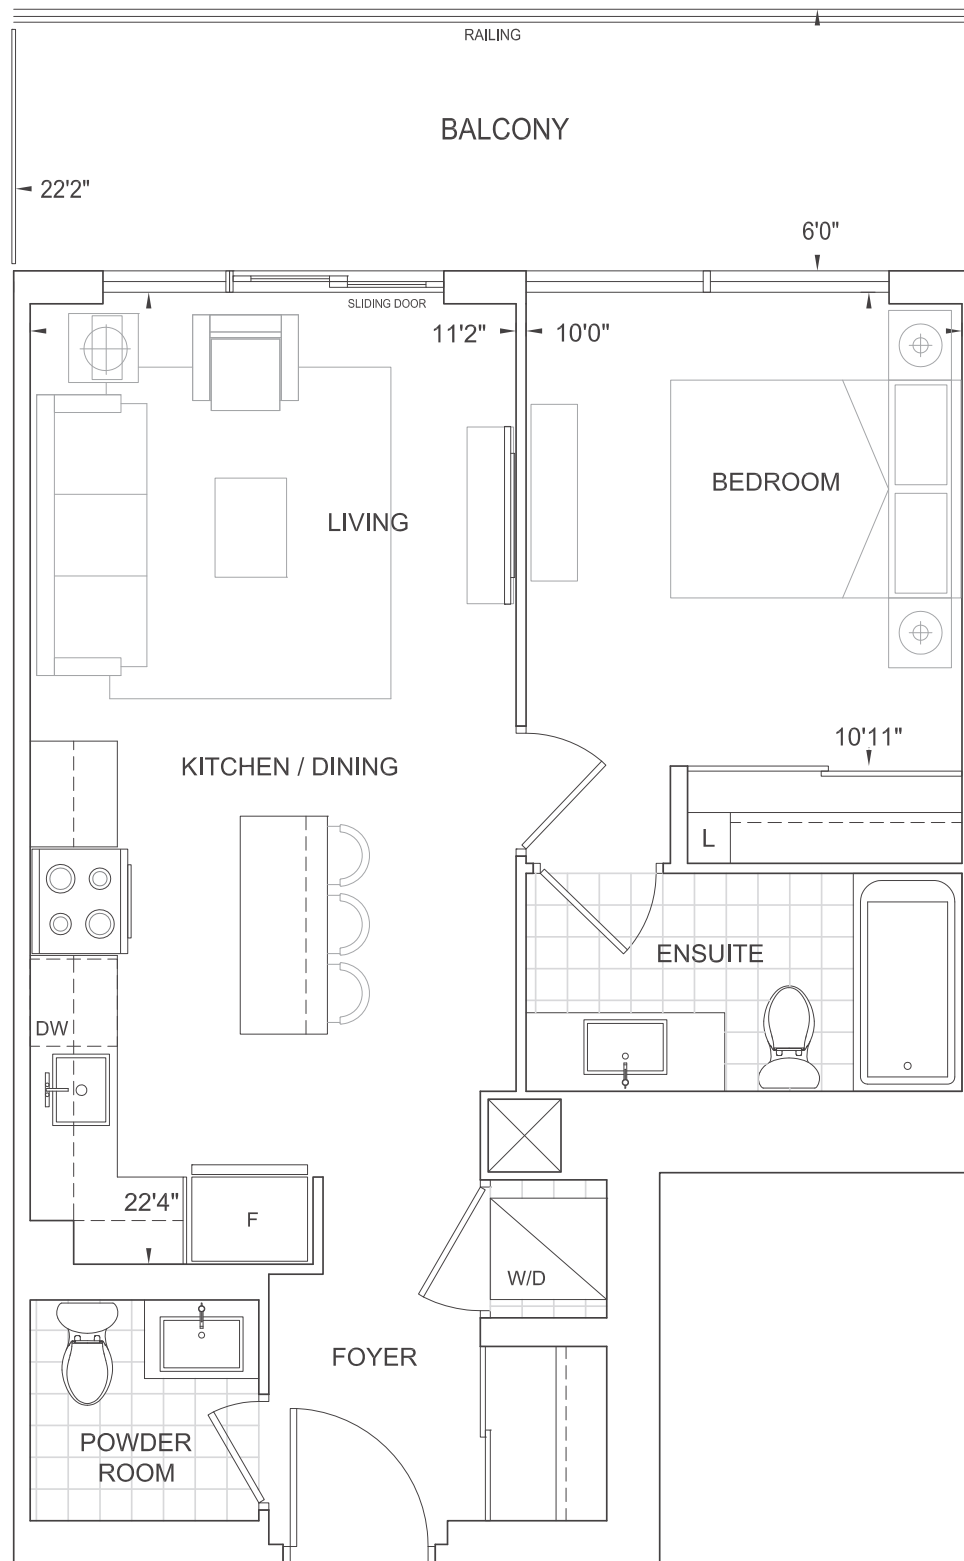 RAILING
BALCONY
22'2"
6'0"
SLIDING DOOR
11'2"
10'0"
BEDROOM
LIVING
10'11"
KITCHEN / DINING
L
ENSUITE
DW
22'4"
F
W/D
FOYER
POWDER
ROOM